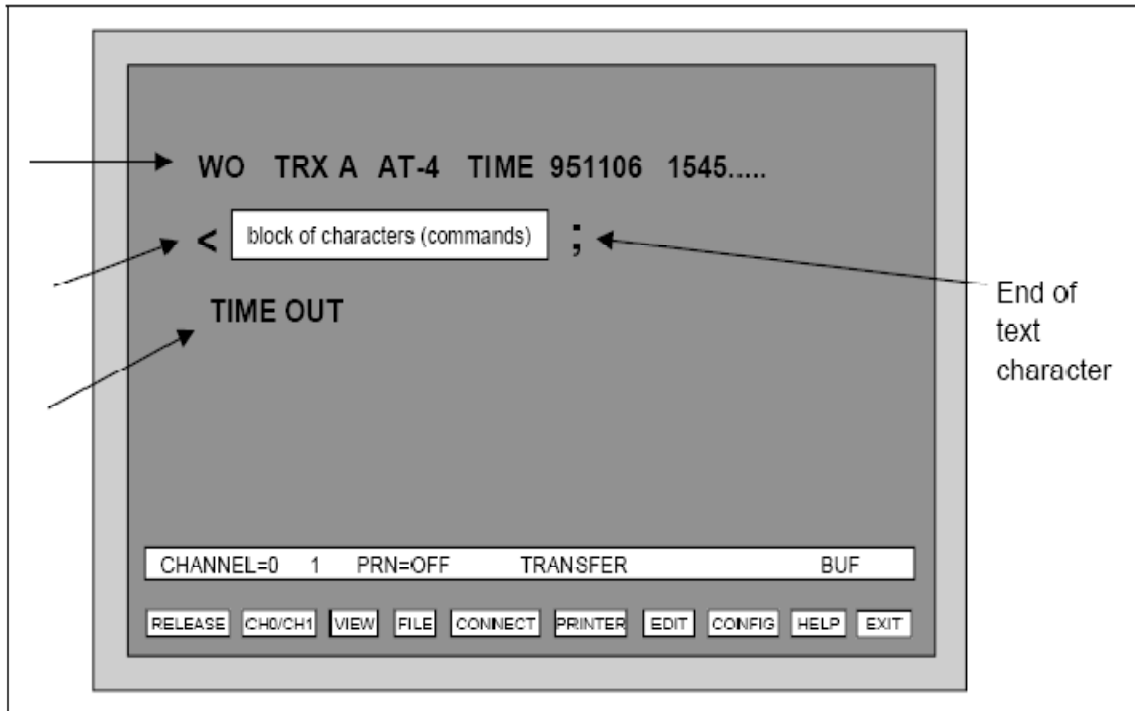 WO TRX A AT-4 TIME 951106 1545.....
< block of characters (commands) ;
End of
text
character
TIME OUT
CHANNEL=0 1 PRN=OFF TRANSFER BUF
RELEASE CH0/CH1 VIEW FILE CONNECT PRINTER EDIT CONFIG HELP EXIT